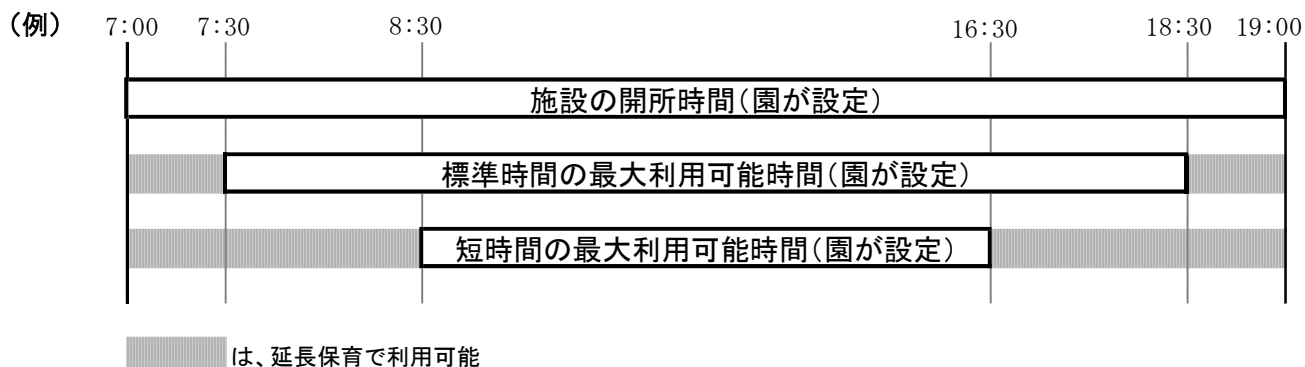 (例) 7:00 7:30 8:30 16:30 18:30 19:00
施設の開所時間(園が設定)
標準時間の最大利用可能時間(園が設定)
短時間の最大利用可能時間(園が設定)
は、延長保育で利用可能